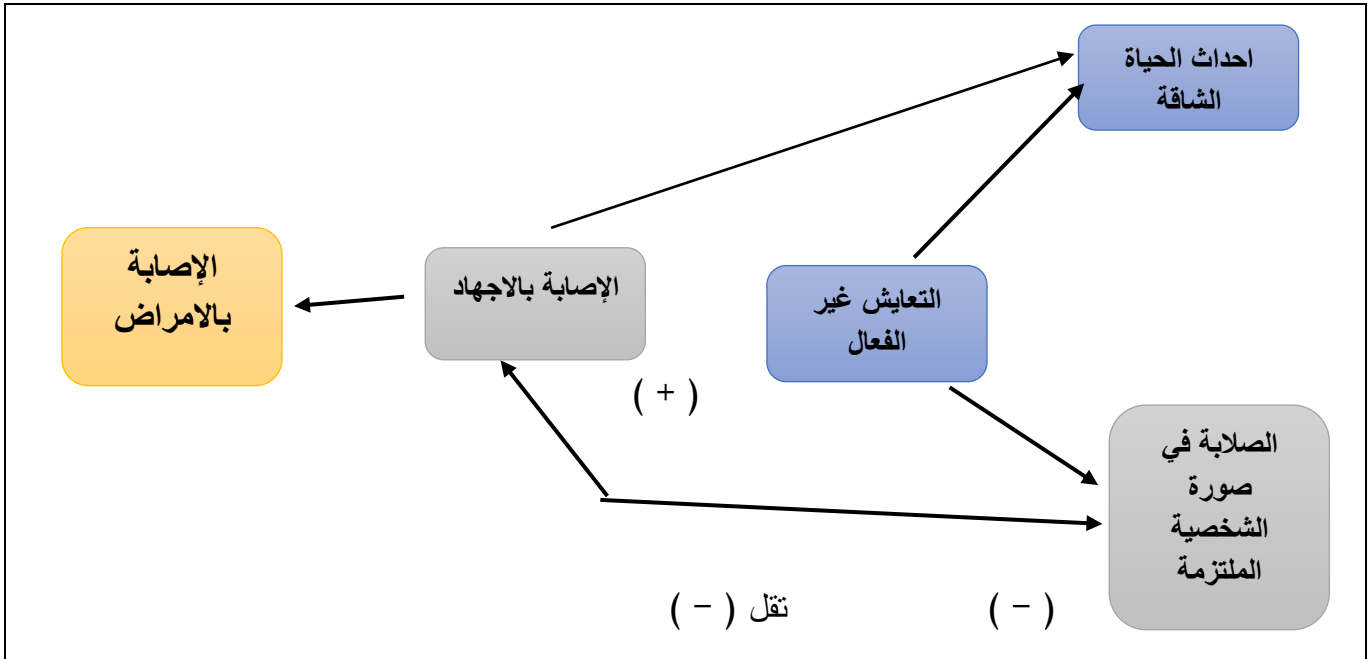 احداث الحياة
الشاقة
الإصابة
بالامراض
الإصابة بالاجهاد
التعايش غير
الفعال
( + )
الصلابة في
صورة
الشخصية
الملتزمة
( − )
تقل ( − )